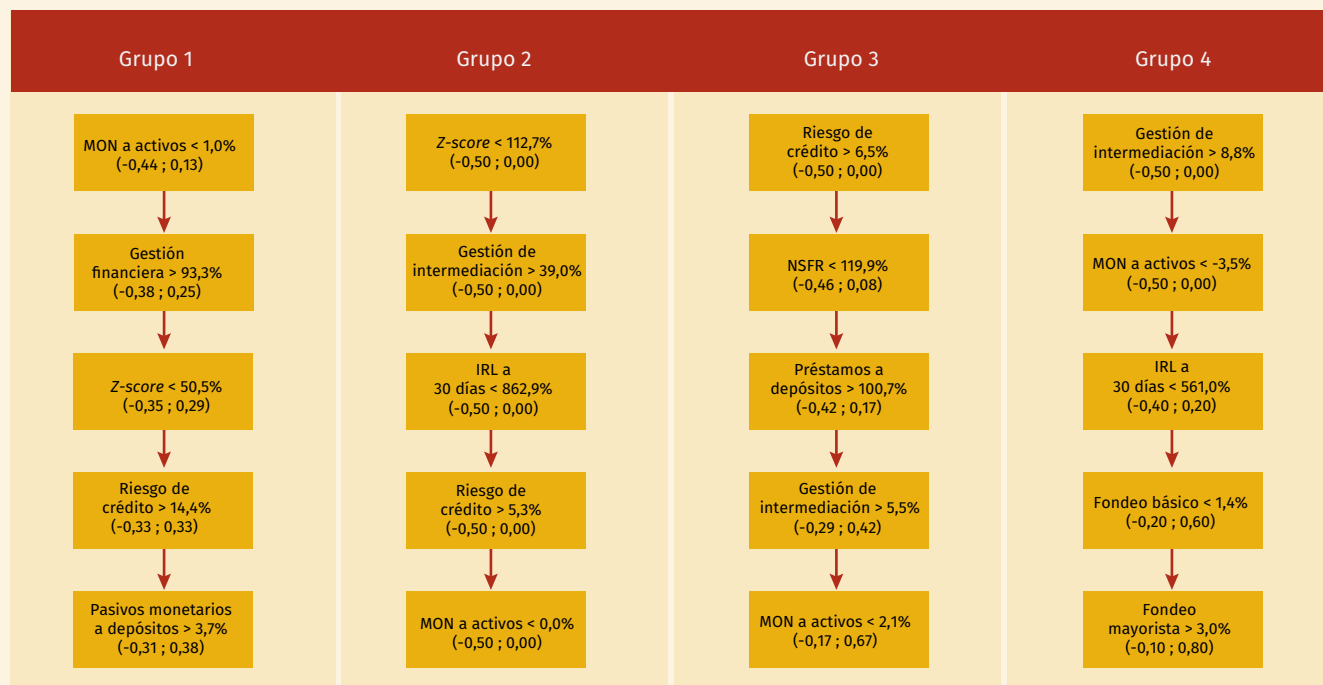 Grupo 1
Grupo 2
Grupo 3
Grupo 4
MON a activos < 1,0%
(-0,44 ; 0,13)
Gestión
financiera > 93,3%
(-0,38 ; 0,25)
Z-score < 50,5%
(-0,35 ; 0,29)
Riesgo de
crédito > 14,4%
(-0,33 ; 0,33)
Pasivos monetarios
a depósitos > 3,7%
(-0,31 ; 0,38)
Z-score < 112,7%
(-0,50 ; 0,00)
Gestión de
intermediación > 39,0%
(-0,50 ; 0,00)
IRL a
30 días < 862,9%
(-0,50 ; 0,00)
Riesgo de
crédito > 5,3%
(-0,50 ; 0,00)
MON a activos < 0,0%
(-0,50 ; 0,00)
Riesgo de
crédito > 6,5%
(-0,50 ; 0,00)
NSFR < 119,9%
(-0,46 ; 0,08)
Préstamos a
depósitos > 100,7%
(-0,42 ; 0,17)
Gestión de
intermediación > 5,5%
(-0,29 ; 0,42)
MON a activos < 2,1%
(-0,17 ; 0,67)
Gestión de
intermediación > 8,8%
(-0,50 ; 0,00)
MON a activos < -3,5%
(-0,50 ; 0,00)
IRL a
30 días < 561,0%
(-0,40 ; 0,20)
Fondeo básico < 1,4%
(-0,20 ; 0,60)
Fondeo
mayorista > 3,0%
(-0,10 ; 0,80)